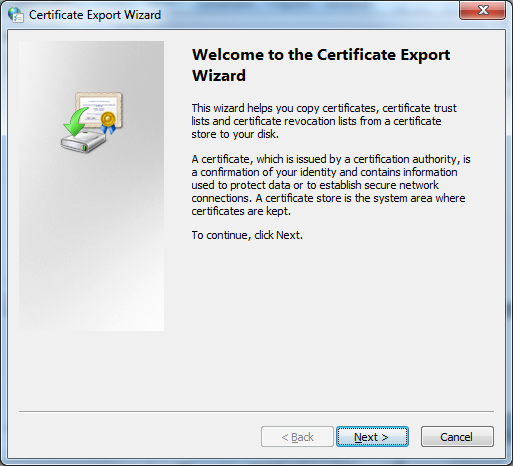 Certificate Export Wizard
Welcome to the Certificate Export
Wizard
This wizard helps you copy certificates, certificate trust
lists and certificate revocation lists from a certificate
store to your disk.
A certificate, which is issued by a certification authority, is
a confirmation of your identity and contains information
used to protect data or to establish secure network
connections. A certificate store is the system area where
certificates are kept.
To continue, click Next.
< Back
Next >
Cancel